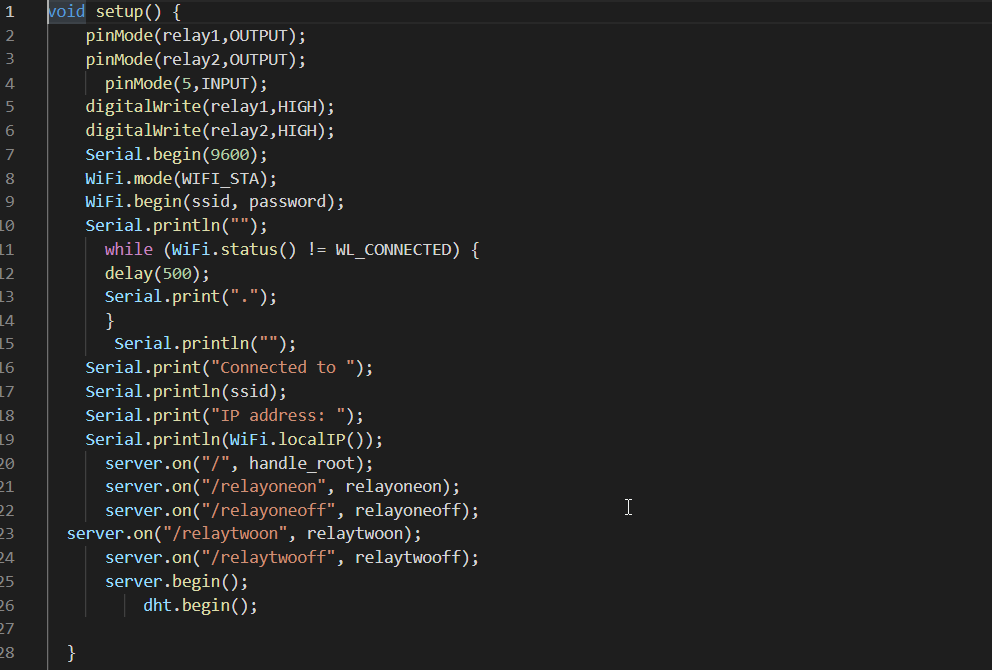 1 void setup() {
2 pinMode(relay1,OUTPUT);
3 pinMode(relay2,OUTPUT);
4 pinMode(5,INPUT);
5 digitalWrite(relay1,HIGH);
6 digitalWrite(relay2,HIGH);
7 Serial.begin(9600);
8 WiFi.mode(WIFI_STA);
9 WiFi.begin(ssid, password);
10 Serial.println("");
11 while (WiFi.status() != WL_CONNECTED) {
12 delay(500);
13 Serial.print(".");
14 }
15 Serial.println("");
16 Serial.print("Connected to ");
17 Serial.println(ssid);
18 Serial.print("IP address: ");
19 Serial.println(WiFi.localIP());
20 server.on("/", handle_root);
21 server.on("/relayoneon", relayoneon);
22 server.on("/relayoneoff", relayoneoff);
23 server.on("/relaytwoon", relaytwoon);
24 server.on("/relaytwooff", relaytwooff);
25 server.begin();
26 dht.begin();
27
28 }